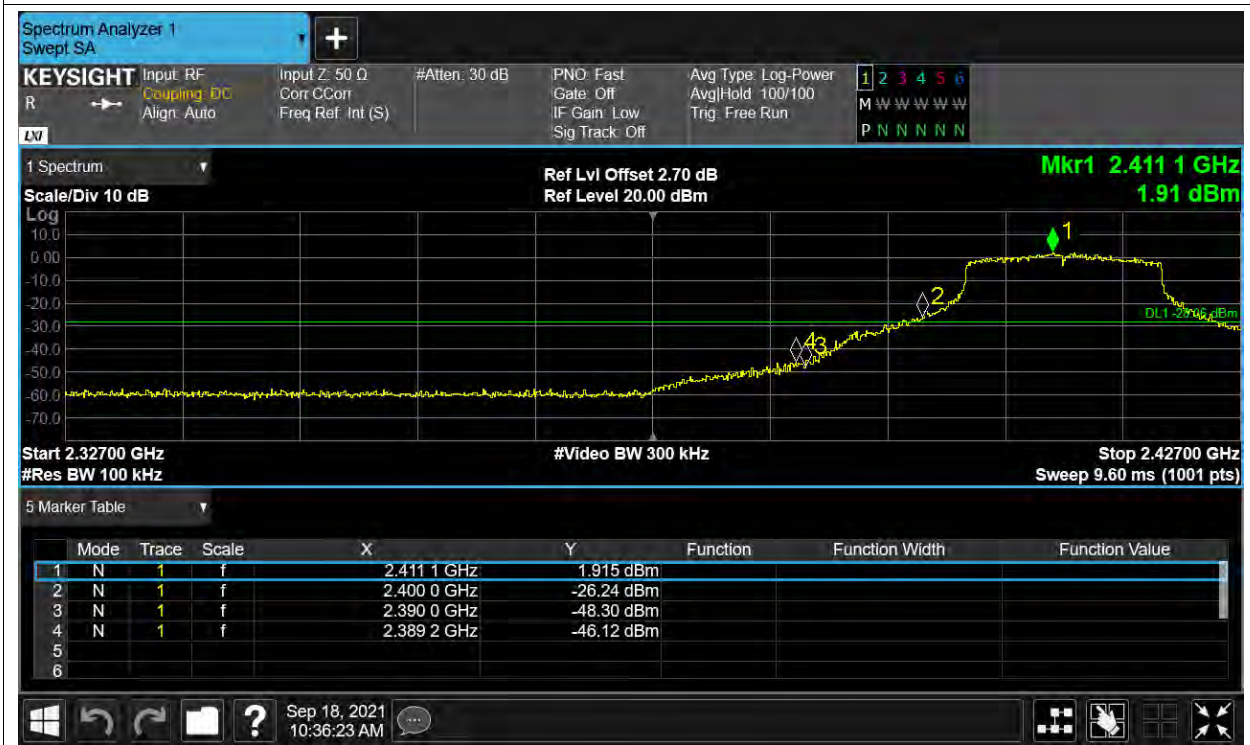 Spectrum Analyzer 1
Swept SA
+
KEYSIGHT Input: RF Input Z: 50 Ω #Atten: 30 dB PNO: Fast Avg Type: Log-Power 1 2 3 4 5 6
R Coupling: DC Corr CCorr Gate: Off Avg|Hold: 100/100 M W W W W W
Align: Auto Freq Ref: Int (S) IF Gain: Low Trig: Free Run
LXI Sig Track: Off P N N N N N
1 Spectrum Ref Lvl Offset 2.70 dB Mkr1 2.411 1 GHz
Scale/Div 10 dB Ref Level 20.00 dBm 1.91 dBm
Log
10.0 1
0.00
-10.0
-20.0 2
-30.0 DL1 dBm
-40.0 4 3
-50.0
-60.0
-70.0
Start 2.32700 GHz #Video BW 300 kHz Stop 2.42700 GHz
#Res BW 100 kHz Sweep 9.60 ms (1001 pts)
5 Marker Table
Mode Trace Scale X Y Function Function Width Function Value
1 N 1 f 2.411 1 GHz 1.915 dBm
2 N 1 f 2.400 0 GHz -26.24 dBm
3 N 1 f 2.390 0 GHz -48.30 dBm
4 N 1 f 2.389 2 GHz -46.12 dBm
5
6
? Sep 18, 2021
10:36:23 AM